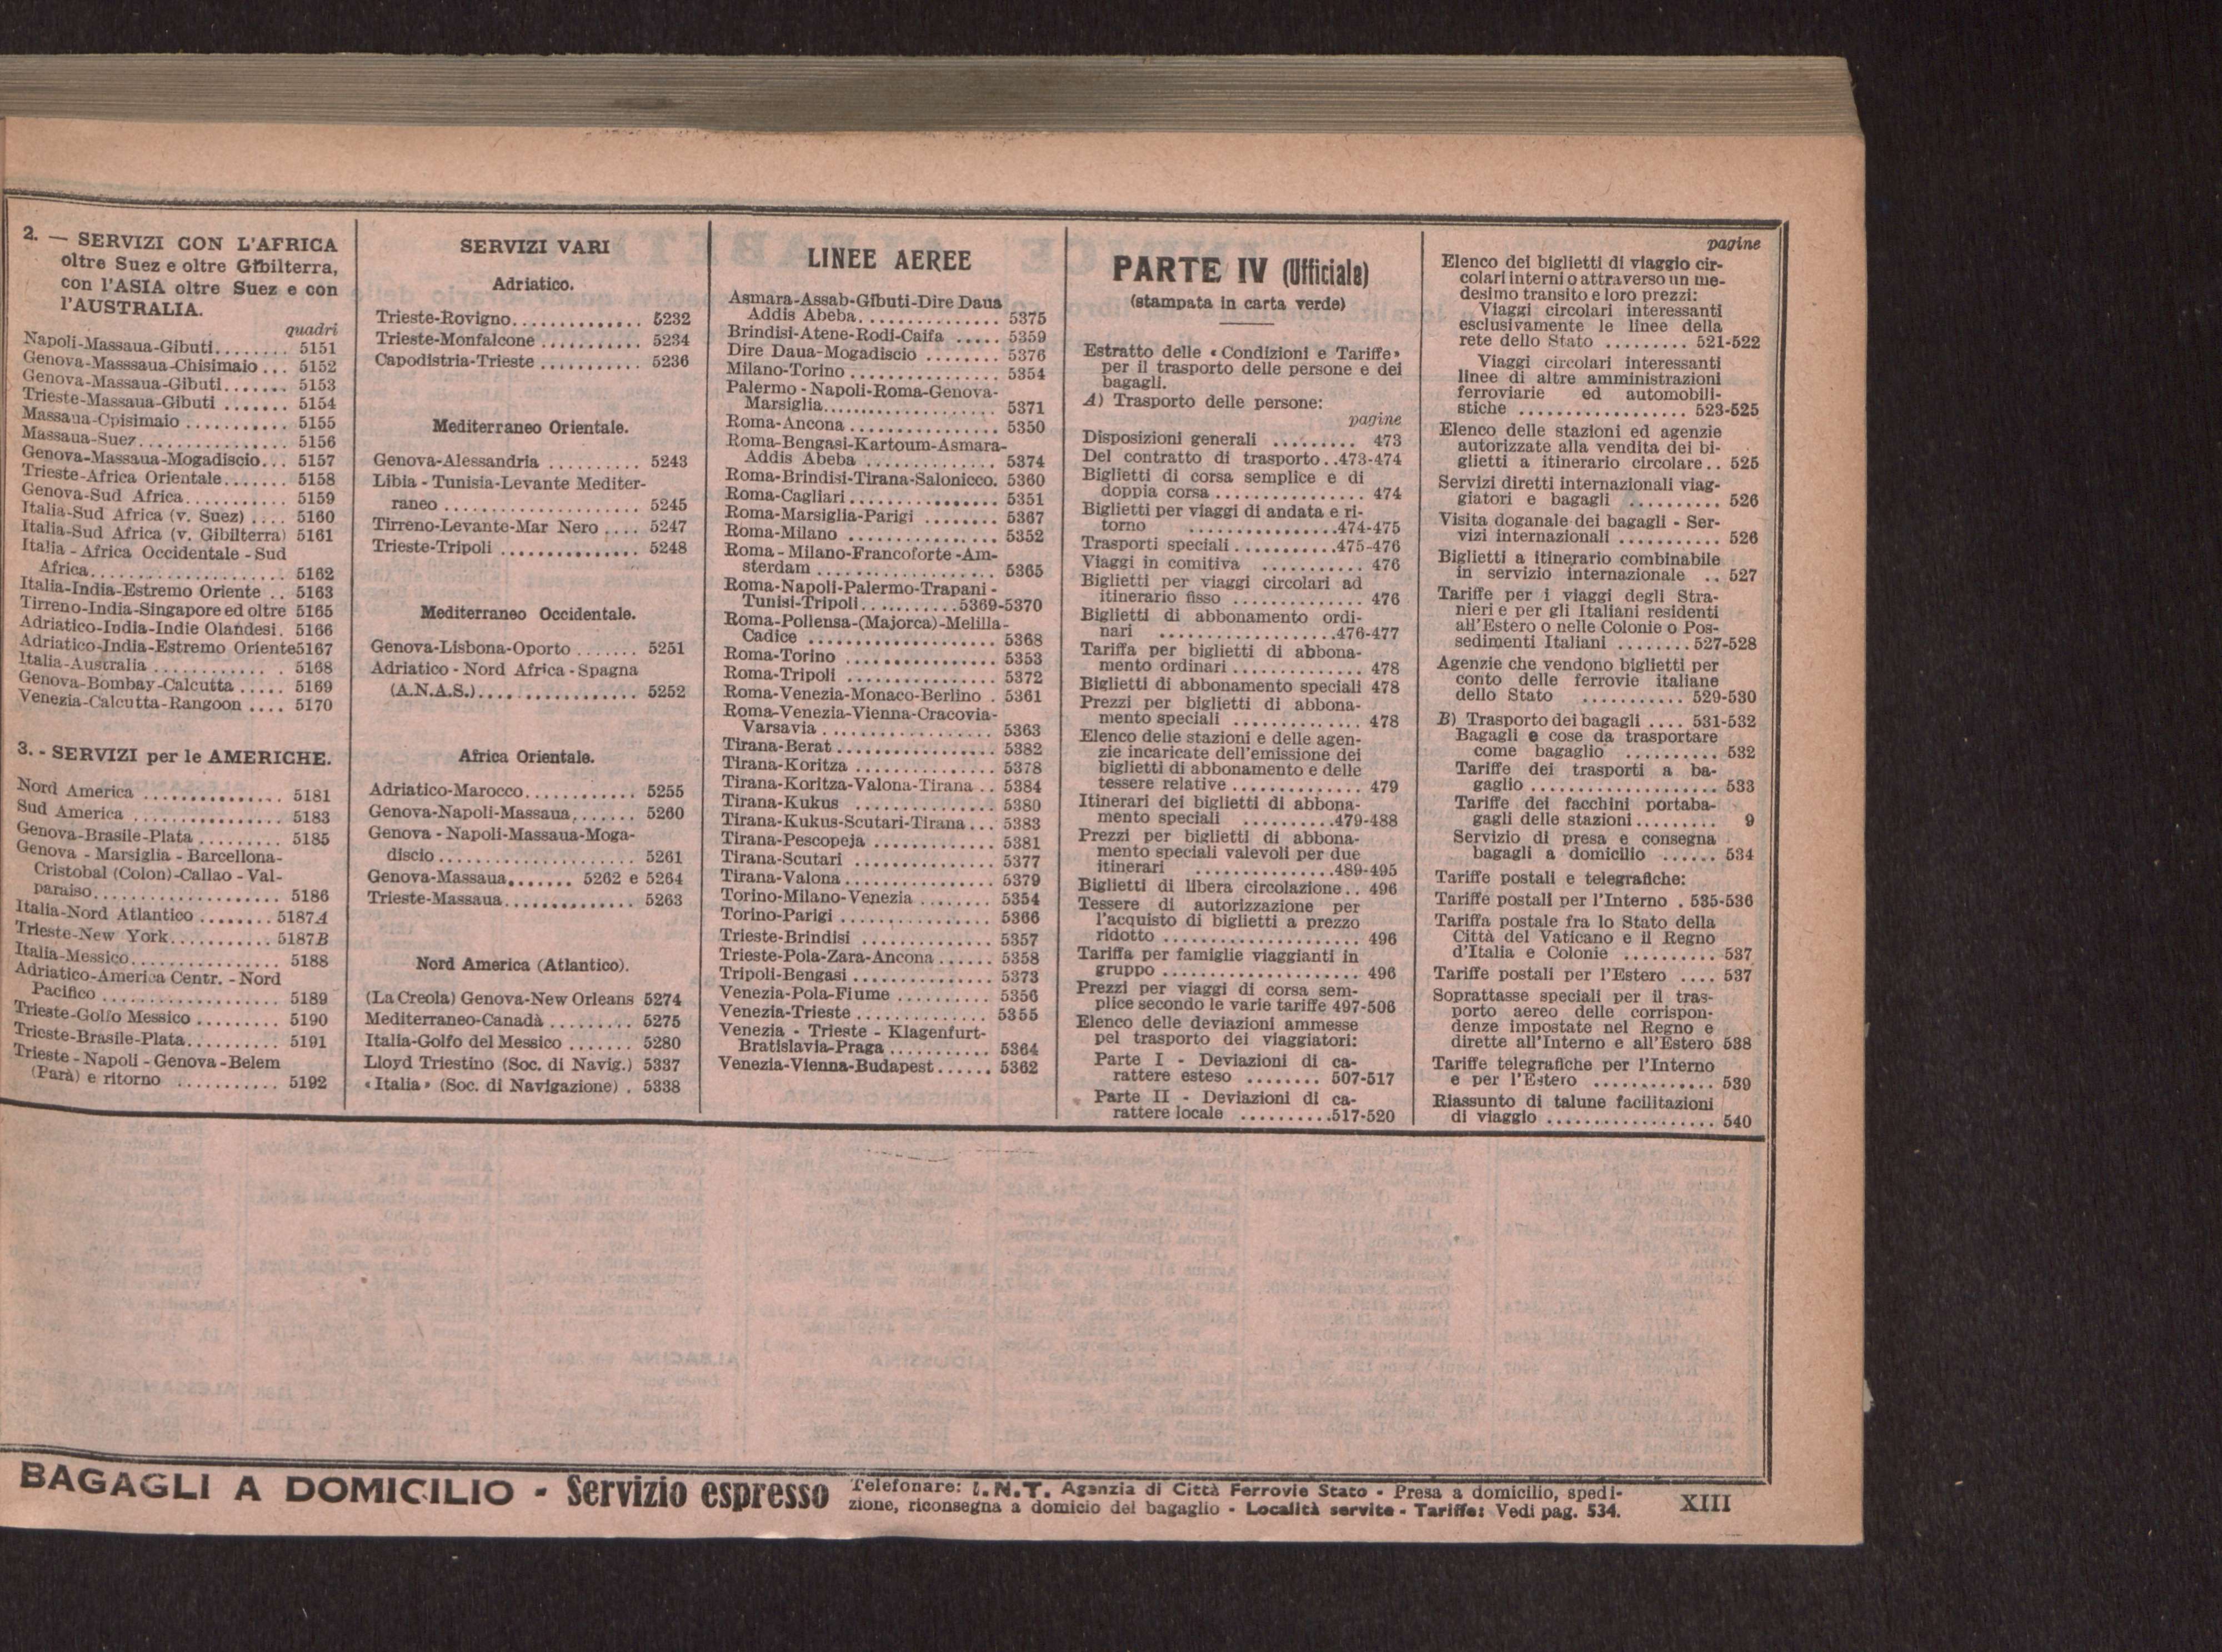 2. — SERVIZI CON L'AFRICA
oltre Suez e oltre Gibilterra,
con l'ASIA oltre Suez e con
l'AUSTRALIA.
quadri
Napoli-Massaua-Gibuti........ 5151
Genova-Masssaua-Chisimaio ... 5152
Genova-Massaua-Gibuti....... 5153
Trieste-Massaua-Gibuti ....... 5154
Massaua-Cpisimaio ........... 5155
Massaua-Suez................ 5156
Genova-Massaua-Mogadiscio... 5157
Trieste-Africa Orientale....... 5158
Genova-Sud Africa........... 5159
Italia-Sud Africa (v. Suez) .... 5160
Italia-Sud Africa (v. Gibilterra) 5161
Italia - Africa Occidentale - Sud
Africa..................... 5162
Italia-India-Estremo Oriente .. 5163
Tirreno-India-Singapore ed oltre 5165
Adriatico-India-Indie Olandesi. 5166
Adriatico-India-Estremo Oriente5167
Italia-Australia ............. . 5168
Genova-Bombay-Calcutta ..... 5169
Venezia-Calcutta-Rangoon .... 5170
3. - SERVIZI per le AMERICHE.
Nord America ............... 5181
Sud America ................ 5183
Genova-Brasile-Plata ......... 5185
Genova - Marsiglia - Barcellona-
Cristobal (Colon)-Callao - Val-
paraiso.................... 5186
Italia-Nord Atlantico ........ 5187A
Trieste-New York........... 5187B
Italia-Messico................ 5188
Adriatico-America Centr. - Nord
Pacifico ................... 5189
Trieste-Golfo Messico ......... 5190
Trieste-Brasile-Plata.......... 5191
Trieste - Napoli - Genova - Belem
(Parà) e ritorno ........... 5192
SERVIZI VARI
Adriatico.
Trieste-Rovigno.............. 5232
Trieste-Monfalcone ........... 5234
Capodistria-Trieste ........... 5236
Mediterraneo Orientale.
Genova-Alessandria .......... 5243
Libia - Tunisia-Levante Mediter-
raneo ..................... 5245
Tirreno-Levante-Mar Nero .... 5247
Trieste-Tripoli ............... 5248
Mediterraneo Occidentale.
Genova-Lisbona-Oporto ....... 5251
Adriatico - Nord Africa - Spagna
(A.N.A.S.)................. 5252
Africa Orientale.
Adriatico-Marocco............ 5255
Genova-Napoli-Massaua....... 5260
Genova - Napoli-Massaua-Moga-
discio ..................... 5261
Genova-Massaua....... 5262 e 5264
Trieste-Massaua.............. 5263
Nord America (Atlantico).
(La Creola) Genova-New Orleans 5274
Mediterraneo-Canadà ......... 5275
Italia-Golfo del Messico ....... 5280
Lloyd Triestino (Soc. di Navig.) 5337
«Italia» (Soc. di Navigazione) . 5338
LINEE AEREE
Asmara-Assab-Gibuti-Dire Daua
Addis Abeba............... 5375
Brindisi-Atene-Rodi-Caifa ..... 5359
Dire Daua-Mogadiscio ........ 5376
Milano-Torino ................ 5354
Palermo - Napoli-Roma-Genova-
Marsiglia................... 5371
Roma-Ancona ................ 5350
Roma-Bengasi-Kartoum-Asmara-
Addis Abeba .............. 5374
Roma-Brindisi-Tirana-Salonicco. 5360
Roma-Cagliari ................ 5351
Roma-Marsiglia-Parigi ........ 5367
Roma-Milano ................ 5352
Roma - Milano-Francoforte -Am-
sterdam ................... 5365
Roma-Napoli-Palermo-Trapani -
Tunisi-Tripoli...........5369-5370
Roma-Pollensa-(Majorca)-Melilla-
Cadice .................... 5368
Roma-Torino ................ 5353
Roma-Tripoli ................ 5372
Roma-Venezia-Monaco-Berlino . 5361
Roma-Venezia-Vienna-Cracovia-
Varsavia .................. 5363
Tirana-Berat ................. 5382
Tirana-Koritza ............... 5378
Tirana-Koritza-Valona-Tirana .. 5384
Tirana-Kukus ............... 5380
Tirana-Kukus-Scutari-Tirana ... 5383
Tirana-Pescopeja ............. 5381
Tirana-Scutari ............... 5377
Tirana-Valona ................ 5379
Torino-Milano-Venezia ........ 5354
Torino-Parigi ................ 5366
Trieste-Brindisi .............. 5357
Trieste-Pola-Zara-Ancona ...... 5358
Tripoli-Bengasi ............... 5373
Venezia-Pola-Fiume .......... 5356
Venezia-Trieste ............... 5355
Venezia - Trieste - Klagenfurt-
Bratislavia-Praga ........... 5364
Venezia-Vienna-Budapest...... 5362
PARTE IV (Ufficiale)
(stampata in carta verde)
Estratto delle «Condizioni e Tariffe»
per il trasporto delle persone e dei
bagagli.
A) Trasporto delle persone:
pagine
Disposizioni generali ......... 473
Del contratto di trasporto..473-474
Biglietti di corsa semplice e di
doppia corsa ................ 474
Biglietti per viaggi di andata e ri-
torno ................474-475
Trasporti speciali ...........475-476
Viaggi in comitiva ........... 476
Biglietti per viaggi circolari ad
itinerario fisso .............. 476
Biglietti di abbonamento ordi-
nari ...................476-477
Tariffa per biglietti di abbona-
mento ordinari .............. 478
Biglietti di abbonamento speciali 478
Prezzi per biglietti di abbona-
mento speciali .............. 478
Elenco delle stazioni e delle agen-
zie incaricate dell'emissione dei
biglietti di abbonamento e delle
tessere relative .............. 479
Itinerari dei biglietti di abbona-
mento speciali ..........479-488
Prezzi per biglietti di abbona-
mento speciali valevoli per due
itinerari ...............489-495
Biglietti di libera circolazione.. 496
Tessere di autorizzazione per
l'acquisto di biglietti a prezzo
ridotto ..................... 496
Tariffa per famiglie viaggianti in
gruppo ..................... 496
Prezzi per viaggi di corsa sem-
plice secondo le varie tariffe 497-506
Elenco delle deviazioni ammesse
pel trasporto dei viaggiatori:
Parte I - Deviazioni di ca-
rattere esteso ........ 507-517
Parte II - Deviazioni di ca-
rattere locale ..........517-520
pagine
Elenco dei biglietti di viaggio cir-
colari interni o attraverso un me-
desimo transito e loro prezzi:
Viaggi circolari interessanti
esclusivamente le linee della
rete dello Stato ......... 521-522
Viaggi circolari interessanti
linee di altre amministrazioni
ferroviarie ed automobili-
stiche .................. 523-525
Elenco delle stazioni ed agenzie
autorizzate alla vendita dei bi-
glietti a itinerario circolare.. 525
Servizi diretti internazionali viag-
giatori e bagagli .......... 526
Visita doganale dei bagagli - Ser-
vizi internazionali ........... 526
Biglietti a itinerario combinabile
in servizio internazionale .. 527
Tariffe per i viaggi degli Stra-
nieri e per gli Italiani residenti
all'Estero o nelle Colonie o Pos-
sedimenti Italiani ........527-528
Agenzie che vendono biglietti per
conto delle ferrovie italiane
dello Stato ........... 529-530
B) Trasporto dei bagagli .... 531-532
Bagagli e cose da trasportare
come bagaglio .......... 532
Tariffe dei trasporti a ba-
gaglio ................... 533
Tariffe dei facchini portaba-
gagli delle stazioni......... 9
Servizio di presa e consegna
bagagli a domicilio ...... 534
Tariffe postali e telegrafiche:
Tariffe postali per l'Interno . 535-536
Tariffa postale fra lo Stato della
Città del Vaticano e il Regno
d'Italia e Colonie .......... 537
Tariffe postali per l'Estero .... 537
Soprattasse speciali per il tras-
porto aereo delle corrispon-
denze impostate nel Regno e
dirette all'Interno e all'Estero 538
Tariffe telegrafiche per l'Interno
e per l'Estero ............. 539
Riassunto di talune facilitazioni
di viaggio .................. 540
BAGAGLI A DOMICILIO - Servizio espresso
Telefonare: I.N.T. Agenzia di Città Ferrovie Stato - Presa a domicilio, spedi-
zione, riconsegna a domicio dei bagaglio - Località servite - Tariffe: Vedi pag. 534.
XIII